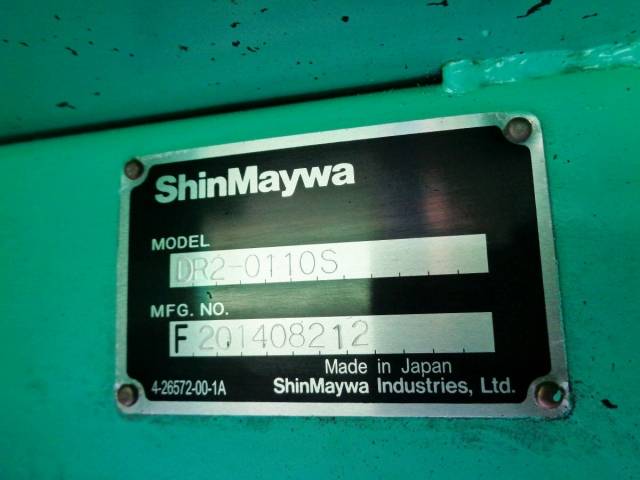 ShinMaywa
MODEL
DR2-0110S
MFG. NO.
F 201408212
Made in Japan
4-26572-00-1A ShinMaywa Industries, Ltd.